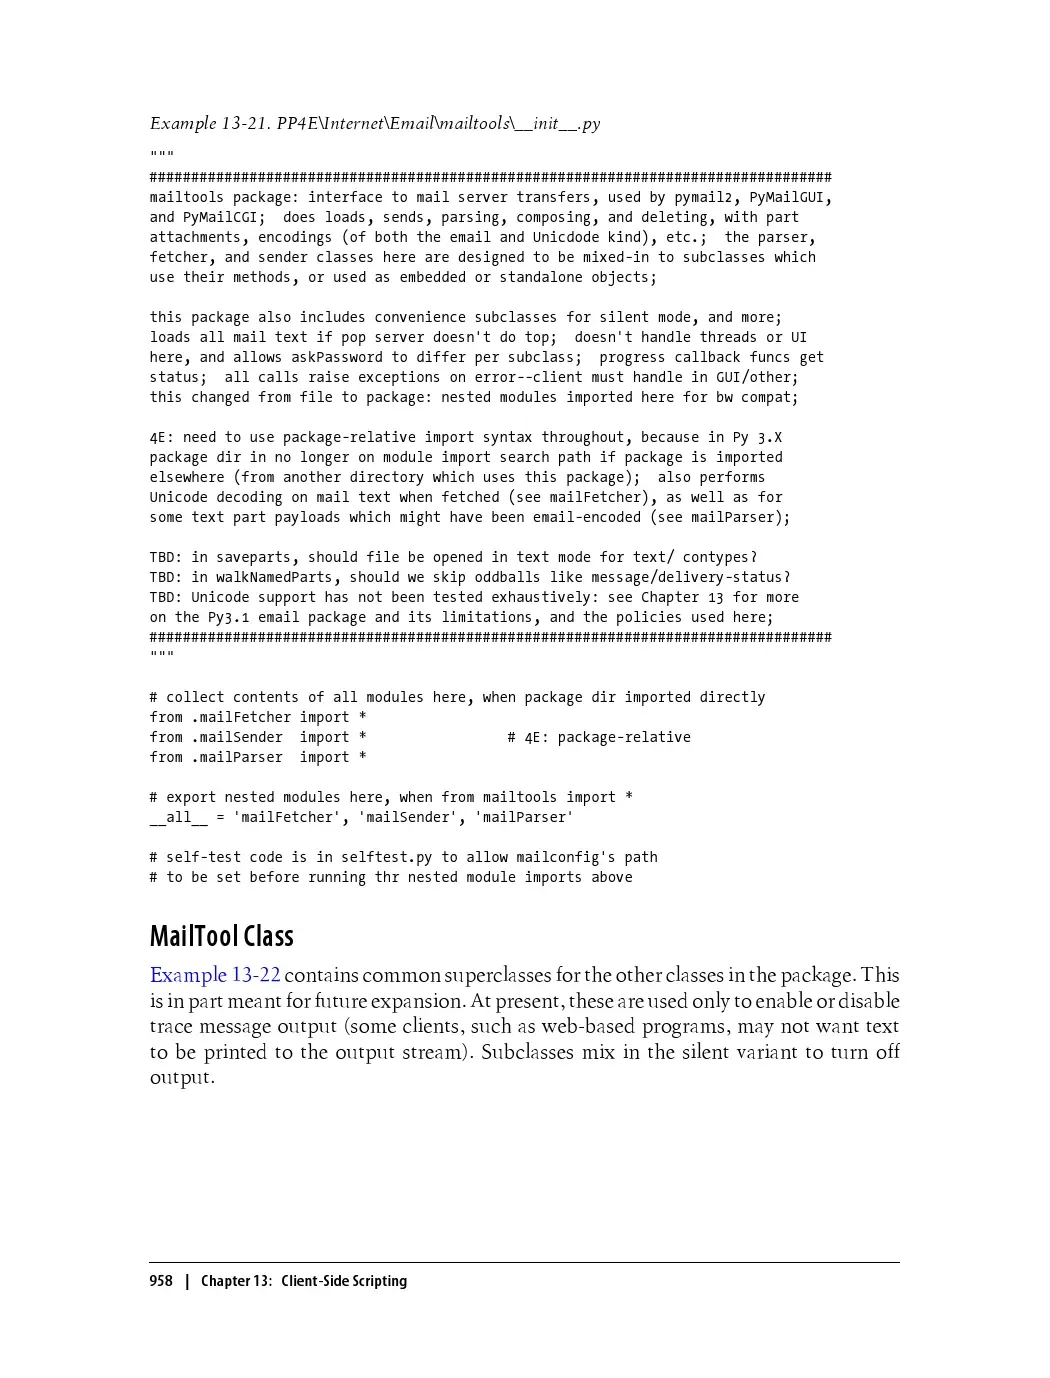 Example 13-21. PP4E\Internet\Email\mailtools\__init__.py
"""
##################################################################################
mailtools package: interface to mail server transfers, used by pymail2, PyMailGUI,
and PyMailCGI;  does loads, sends, parsing, composing, and deleting, with part
attachments, encodings (of both the email and Unicdode kind), etc.;  the parser,
fetcher, and sender classes here are designed to be mixed-in to subclasses which
use their methods, or used as embedded or standalone objects;

this package also includes convenience subclasses for silent mode, and more;
loads all mail text if pop server doesn't do top;  doesn't handle threads or UI
here, and allows askPassword to differ per subclass;  progress callback funcs get
status;  all calls raise exceptions on error--client must handle in GUI/other;
this changed from file to package: nested modules imported here for bw compat;

4E: need to use package-relative import syntax throughout, because in Py 3.X
package dir in no longer on module import search path if package is imported
elsewhere (from another directory which uses this package);  also performs
Unicode decoding on mail text when fetched (see mailFetcher), as well as for
some text part payloads which might have been email-encoded (see mailParser);

TBD: in saveparts, should file be opened in text mode for text/ contypes?
TBD: in walkNamedParts, should we skip oddballs like message/delivery-status?
TBD: Unicode support has not been tested exhaustively: see Chapter 13 for more
on the Py3.1 email package and its limitations, and the policies used here;
##################################################################################
"""

# collect contents of all modules here, when package dir imported directly
from .mailFetcher import *
from .mailSender  import *                 # 4E: package-relative
from .mailParser  import *

# export nested modules here, when from mailtools import *
__all__ = 'mailFetcher', 'mailSender', 'mailParser'

# self-test code is in selftest.py to allow mailconfig's path
# to be set before running thr nested module imports above

MailTool Class
Example 13-22 contains common superclasses for the other classes in the package. This
is in part meant for future expansion. At present, these are used only to enable or disable
trace message output (some clients, such as web-based programs, may not want text
to be printed to the output stream). Subclasses mix in the silent variant to turn off
output.

958 | Chapter 13: Client-Side Scripting